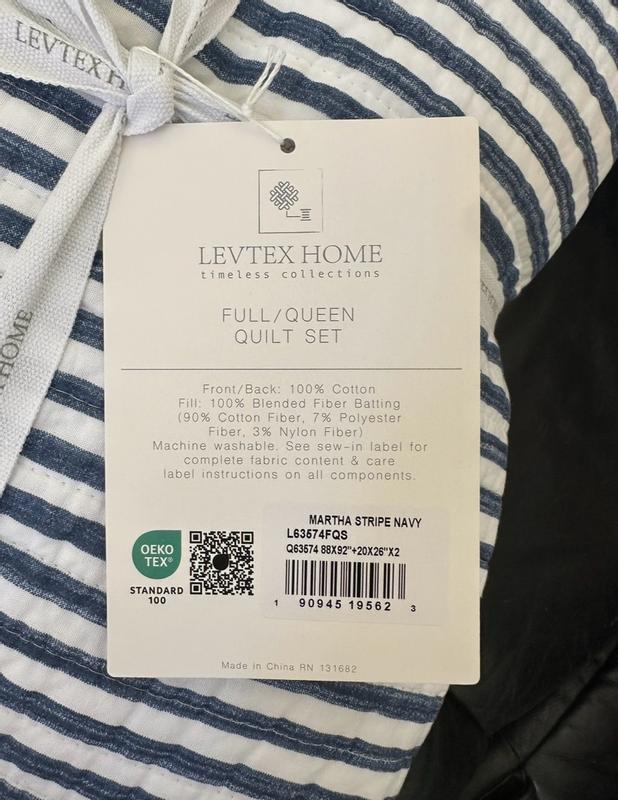 LEVTEX HOME
HOME
LEVTEX HOME
timeless collections
FULL/QUEEN
QUILT SET
Front/Back: 100% Cotton
Fill: 100% Blended Fiber Batting
(90% Cotton Fiber, 7% Polyester
Fiber, 3% Nylon Fiber)
Machine washable. See sew-in label for
complete fabric content & care
label instructions on all components.
MARTHA STRIPE NAVY
L63574FQS
Q63574 88X92"+20X26"X2
OEKO
TEX®
STANDARD
100
1 90945 19562 3
Made in China RN 131682